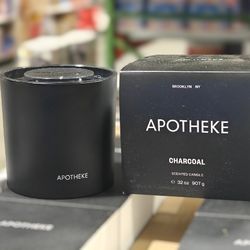 APOTHEKE
BROOKLYN NY
APOTHEKE
CHARCOAL
SCENTED CANDLE
C 32 oz 907 g